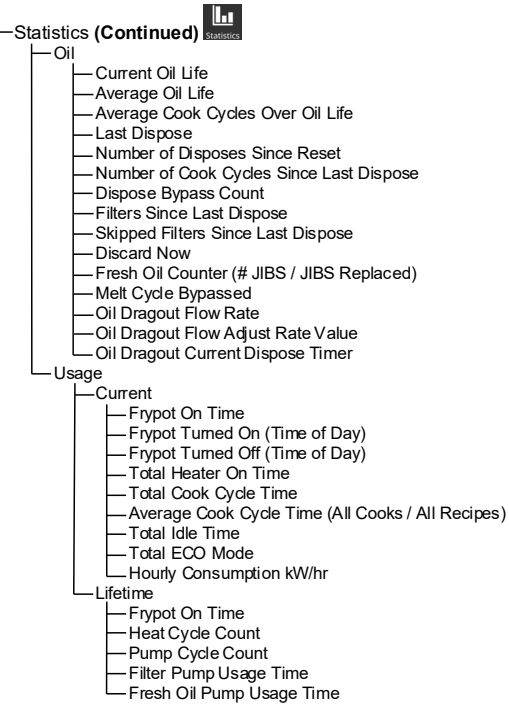 Statistics (Continued) Statistics
Oil
Current Oil Life
Average Oil Life
Average Cook Cycles Over Oil Life
Last Dispose
Number of Disposes Since Reset
Number of Cook Cycles Since Last Dispose
Dispose Bypass Count
Filters Since Last Dispose
Skipped Filters Since Last Dispose
Discard Now
Fresh Oil Counter (# JIBS / JIBS Replaced)
Melt Cycle Bypassed
Oil Dragout Flow Rate
Oil Dragout Flow Adjust Rate Value
Oil Dragout Current Dispose Timer
Usage
Current
Frypot On Time
Frypot Turned On (Time of Day)
Frypot Turned Off (Time of Day)
Total Heater On Time
Total Cook Cycle Time
Average Cook Cycle Time (All Cooks / All Recipes)
Total Idle Time
Total ECO Mode
Hourly Consumption kW/hr
Lifetime
Frypot On Time
Heat Cycle Count
Pump Cycle Count
Filter Pump Usage Time
Fresh Oil Pump Usage Time